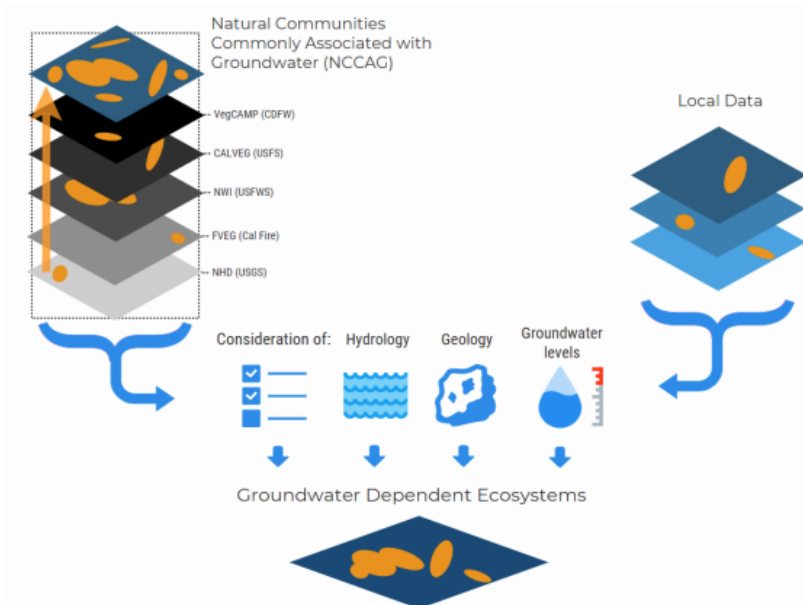 Natural Communities
Commonly Associated with
Groundwater (NCCAG)
VegCAMP (CDFW)
CALVEG (USFS)
NWI (USFWS)
FVEG (Cal Fire)
NHD (USGS)
Local Data
Consideration of:
Hydrology
Geology
Groundwater
levels
Groundwater Dependent Ecosystems